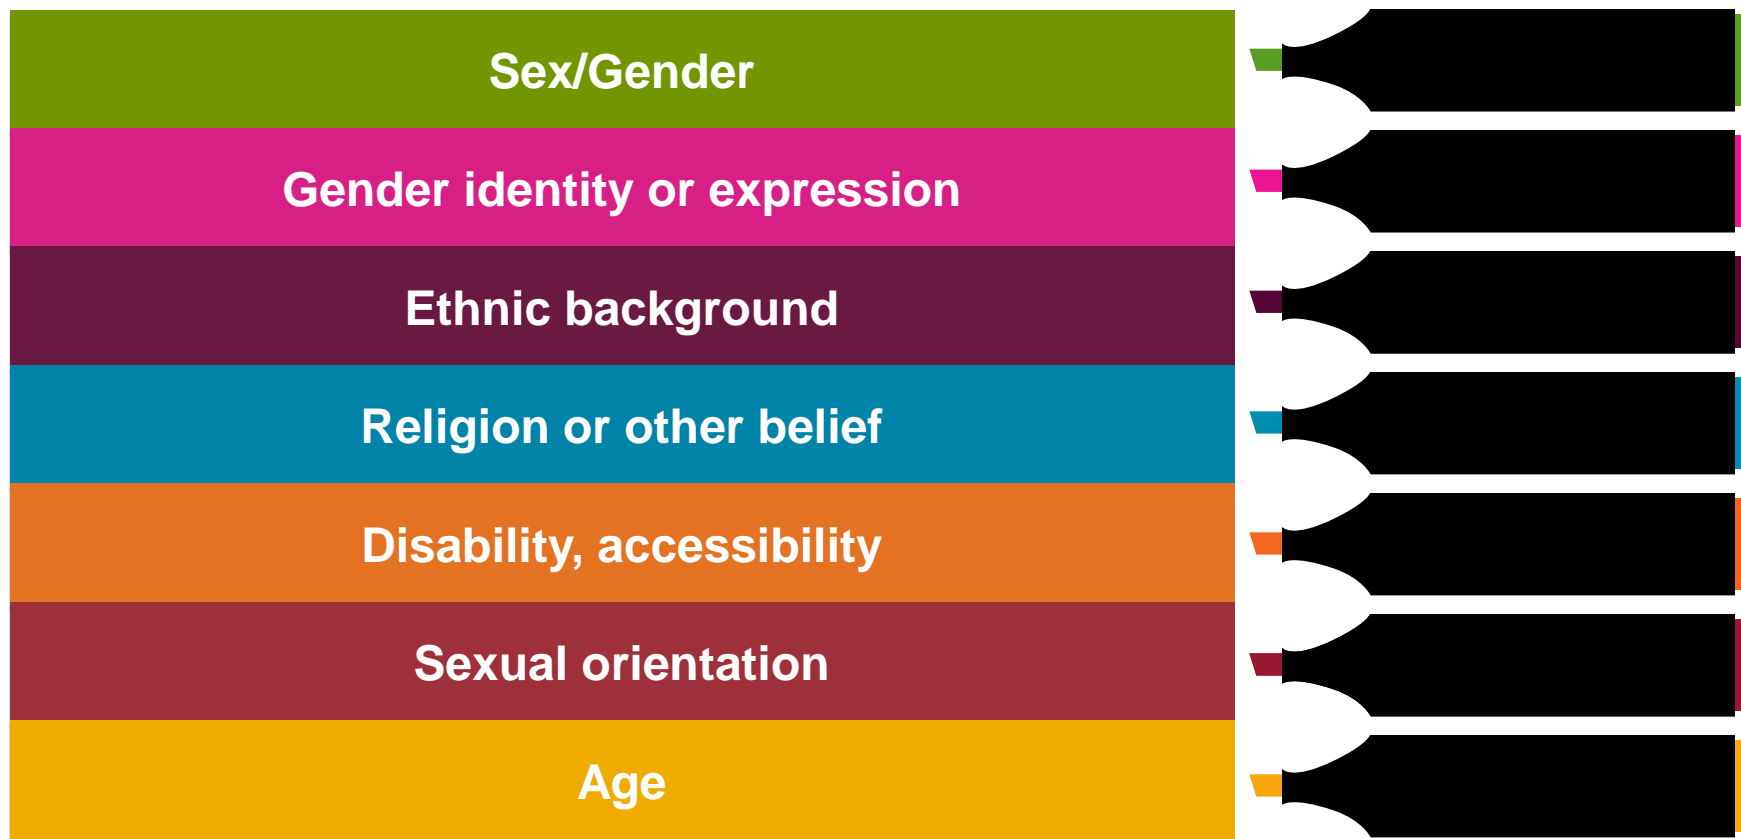 Sex/Gender
Gender identity or expression
Ethnic background
Religion or other belief
Disability, accessibility
Sexual orientation
Age